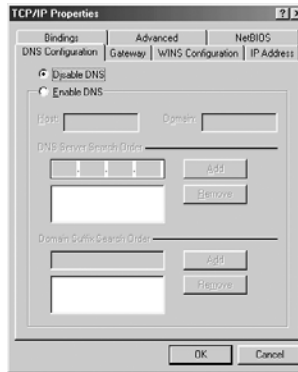 TCP/IP Properties
Bindings Advanced NetBIOS
DNS Configuration Gateway WINS Configuration IP Address
Disable DNS
Enable DNS
Host: Domain:
DNS Server Search Order
Add
Remove
Domain Suffix Search Order
Add
Remove
OK Cancel